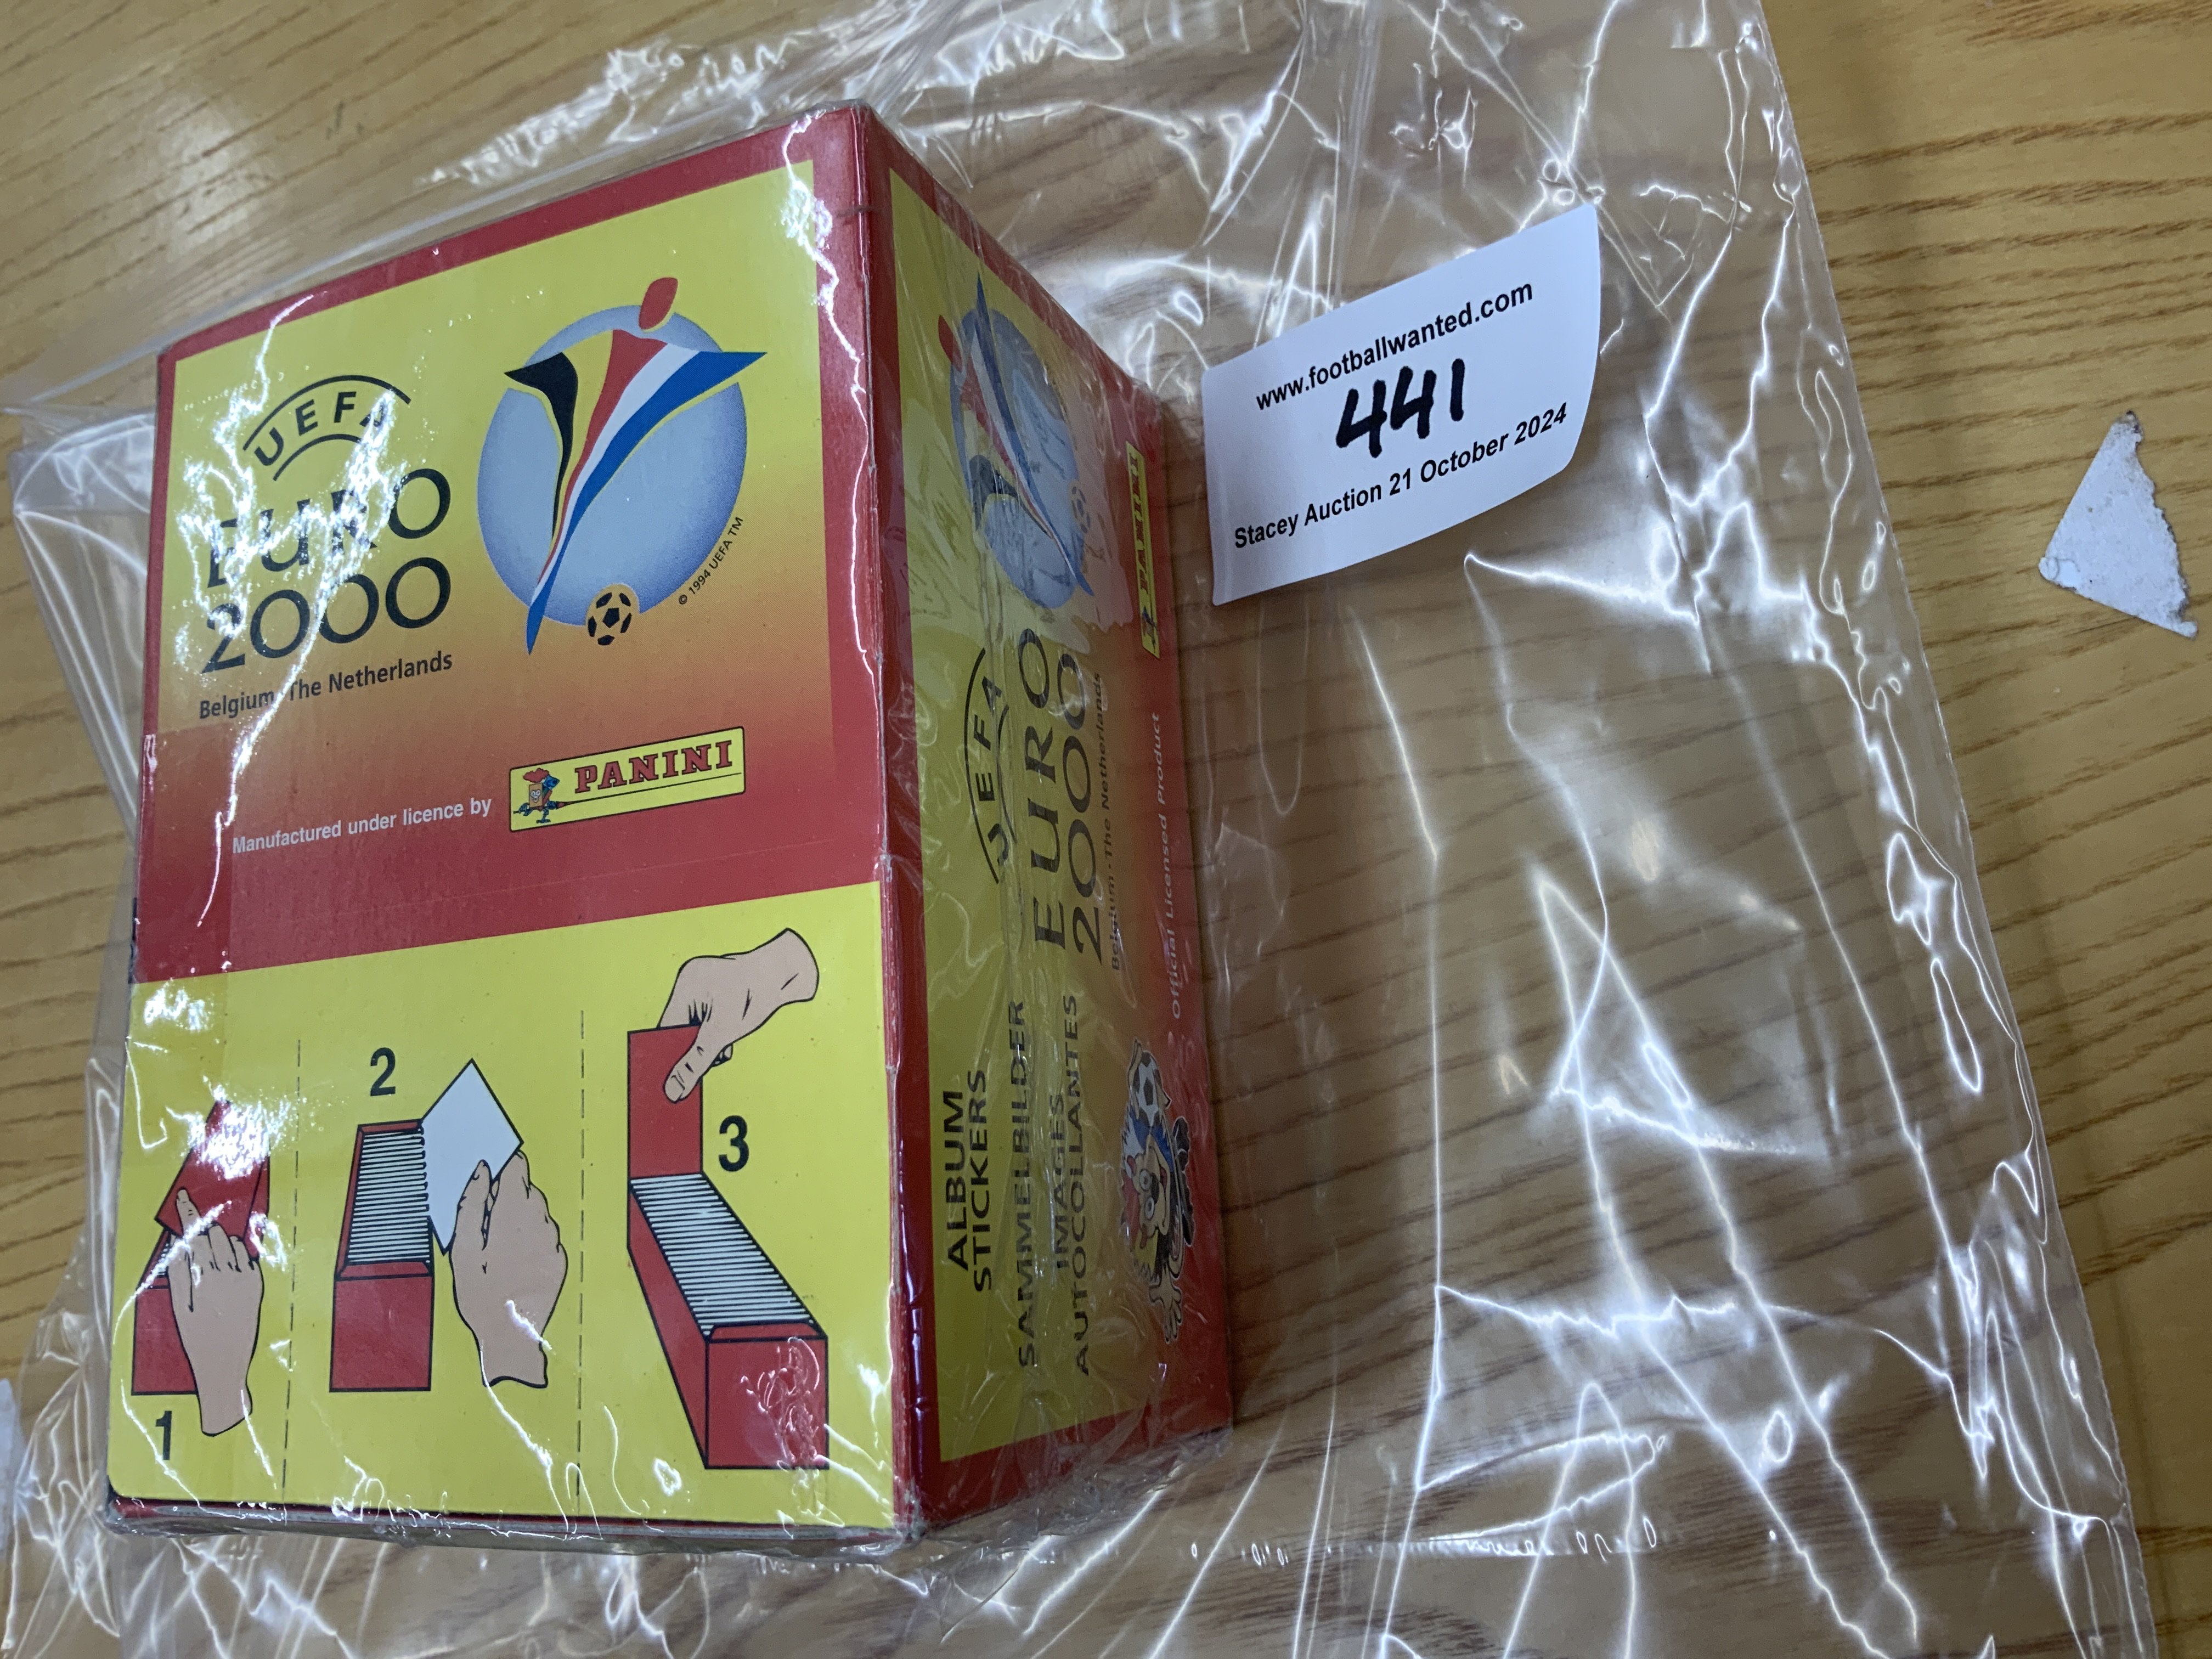 UEFA
EURO
2000
Belgium The Netherlands
© 1994 UEFA TM
Manufactured under licence by
PANINI
1
2
3
PANINI
UEFA
EURO
2000
Belgium · The Netherlands
Official Licensed Product
ALBUM
STICKERS
SAMMELBILDER
IMAGES
AUTOCOLLANTES
www.footballwanted.com
441
Stacey Auction 21 October 2024